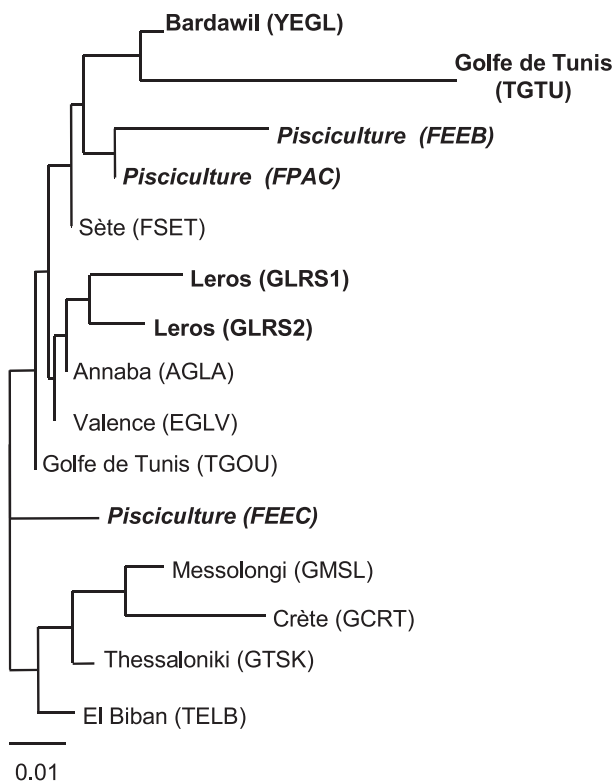 Bardawil (YEGL)
Golfe de Tunis
(TGTU)
Pisciculture (FEEB)
Pisciculture (FPAC)
Sète (FSET)
Leros (GLRS1)
Leros (GLRS2)
Annaba (AGLA)
Valence (EGLV)
Golfe de Tunis (TGOU)
Pisciculture (FEEC)
Messolongi (GMSL)
Crète (GCRT)
Thessaloniki (GTSK)
El Biban (TELB)
0.01